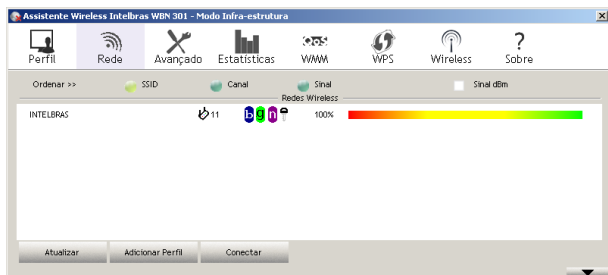 Assistente Wireless Intelbras WBN 301 - Modo Infra-estrutura
Perfil Rede Avançado Estatísticas QoS WMM WPS Wireless Sobre
Ordenar >> SSID Canal Sinal Sinal dBm
Redes Wireless
INTELBRAS 11 b g n 100%
Atualizar Adicionar Perfil Conectar